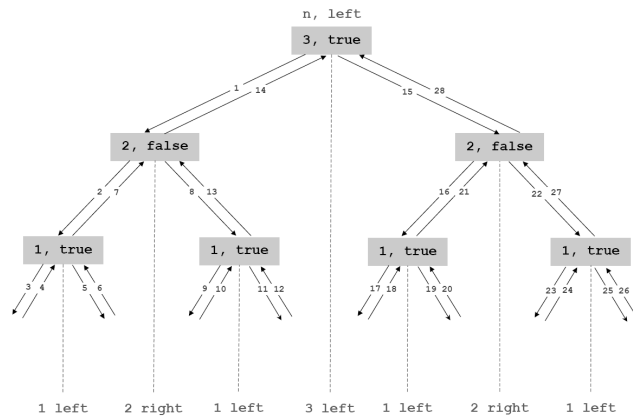 n, left
3, true
1 14 15 28
2, false 2, false
2 7 8 13 16 21 22 27
1, true 1, true 1, true 1, true
3 4 5 6 9 10 11 12 17 18 19 20 23 24 25 26
1 left 2 right 1 left 3 left 1 left 2 right 1 left